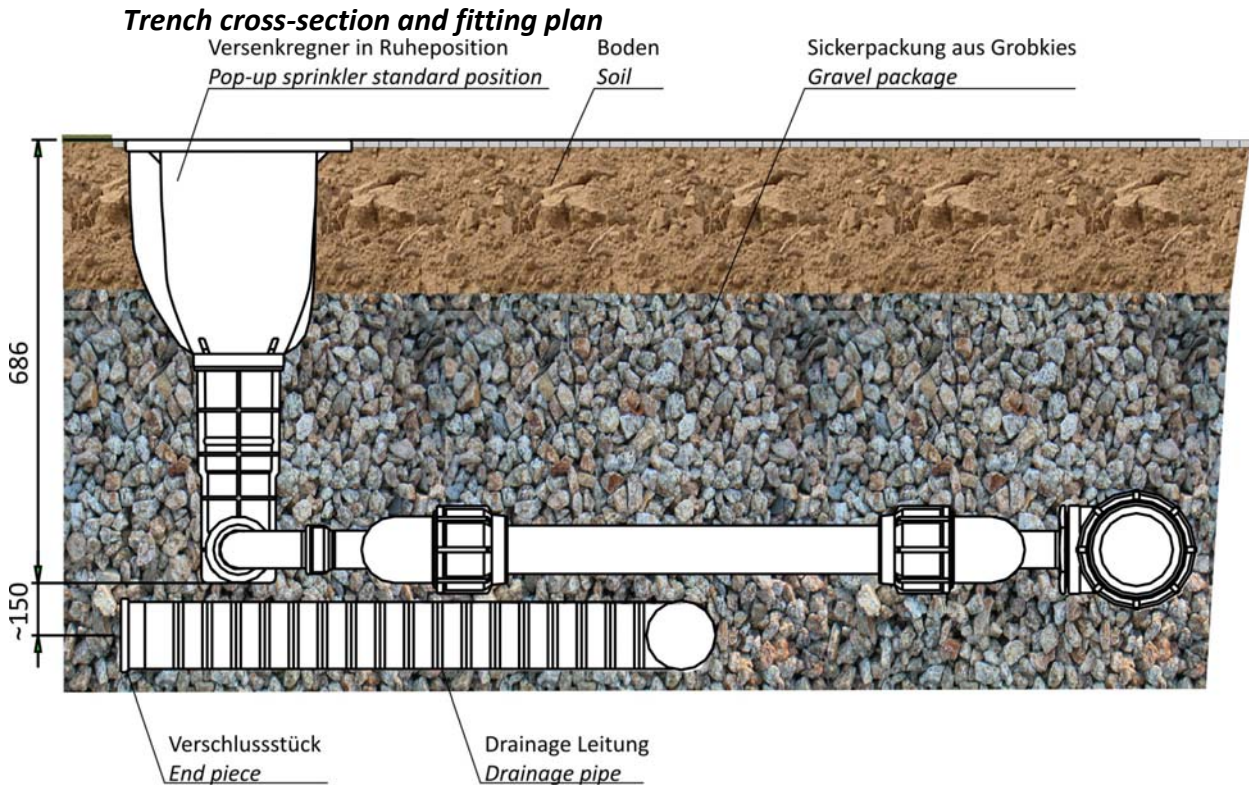 Trench cross-section and fitting plan
Versenkregner in Ruheposition
Pop-up sprinkler standard position
Boden
Soil
Sickerpackung aus Grobkies
Gravel package
686
~150
Verschlussstück
End piece
Drainage Leitung
Drainage pipe